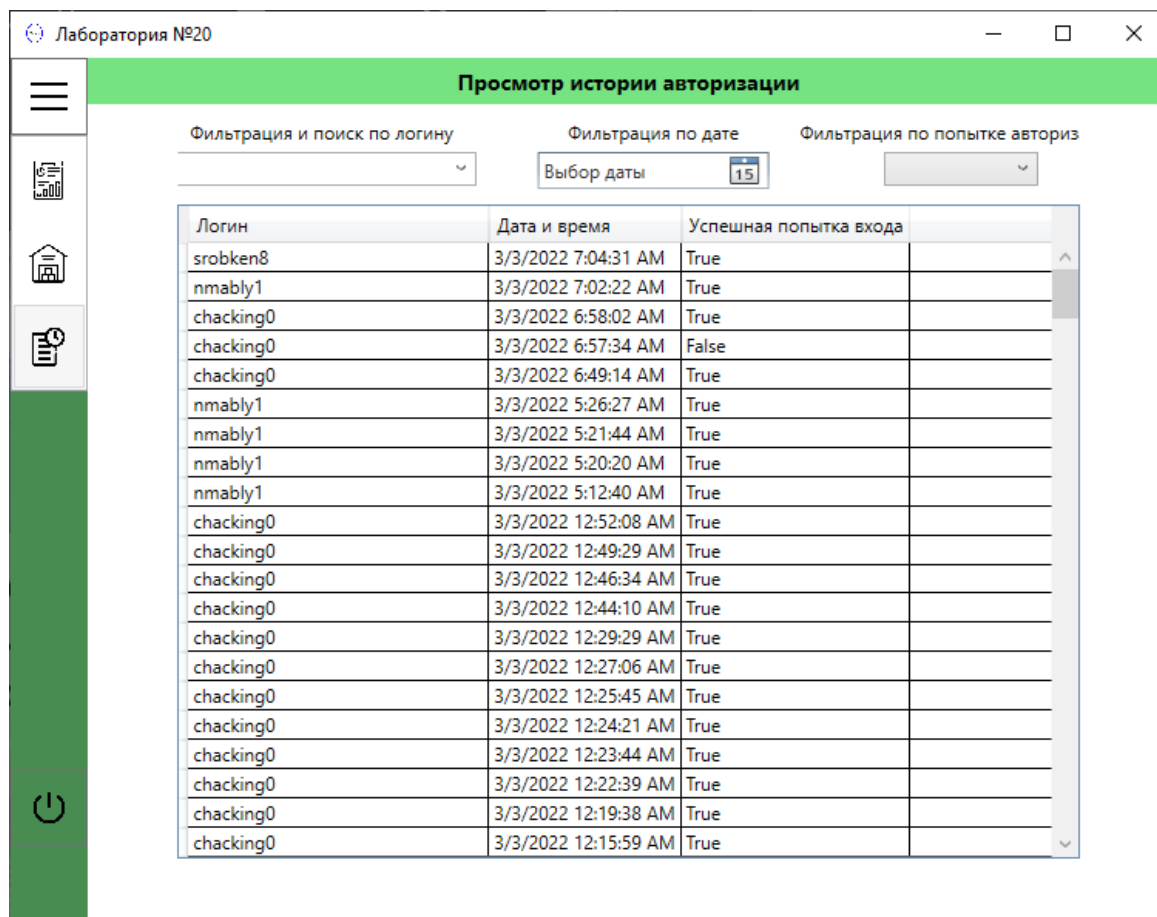 Лаборатория №20
Просмотр истории авторизации
Фильтрация и поиск по логину Фильтрация по дате Фильтрация по попытке авториз
Выбор даты 15
Логин Дата и время Успешная попытка входа
srobken8 3/3/2022 7:04:31 AM True
nmably1 3/3/2022 7:02:22 AM True
chacking0 3/3/2022 6:58:02 AM True
chacking0 3/3/2022 6:57:34 AM False
chacking0 3/3/2022 6:49:14 AM True
nmably1 3/3/2022 5:26:27 AM True
nmably1 3/3/2022 5:21:44 AM True
nmably1 3/3/2022 5:20:20 AM True
nmably1 3/3/2022 5:12:40 AM True
chacking0 3/3/2022 12:52:08 AM True
chacking0 3/3/2022 12:49:29 AM True
chacking0 3/3/2022 12:46:34 AM True
chacking0 3/3/2022 12:44:10 AM True
chacking0 3/3/2022 12:29:29 AM True
chacking0 3/3/2022 12:27:06 AM True
chacking0 3/3/2022 12:25:45 AM True
chacking0 3/3/2022 12:24:21 AM True
chacking0 3/3/2022 12:23:44 AM True
chacking0 3/3/2022 12:22:39 AM True
chacking0 3/3/2022 12:19:38 AM True
chacking0 3/3/2022 12:15:59 AM True